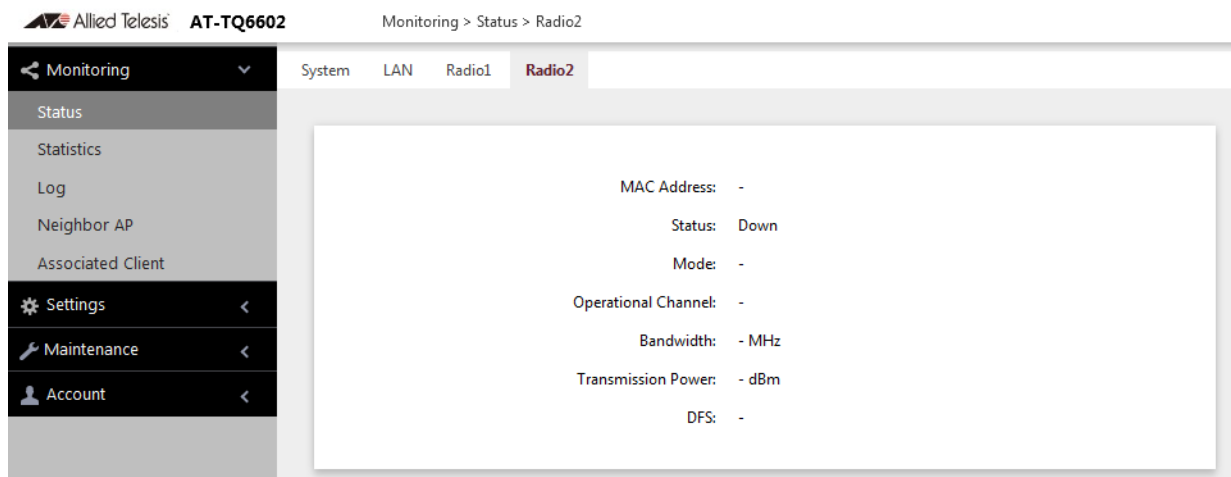 Allied Telesis AT-TQ6602 Monitoring > Status > Radio2
Monitoring
System LAN Radio1 Radio2
Status
Statistics
Log
Neighbor AP
Associated Client
Settings
Maintenance
Account
MAC Address: -
Status: Down
Mode: -
Operational Channel: -
Bandwidth: - MHz
Transmission Power: - dBm
DFS: -